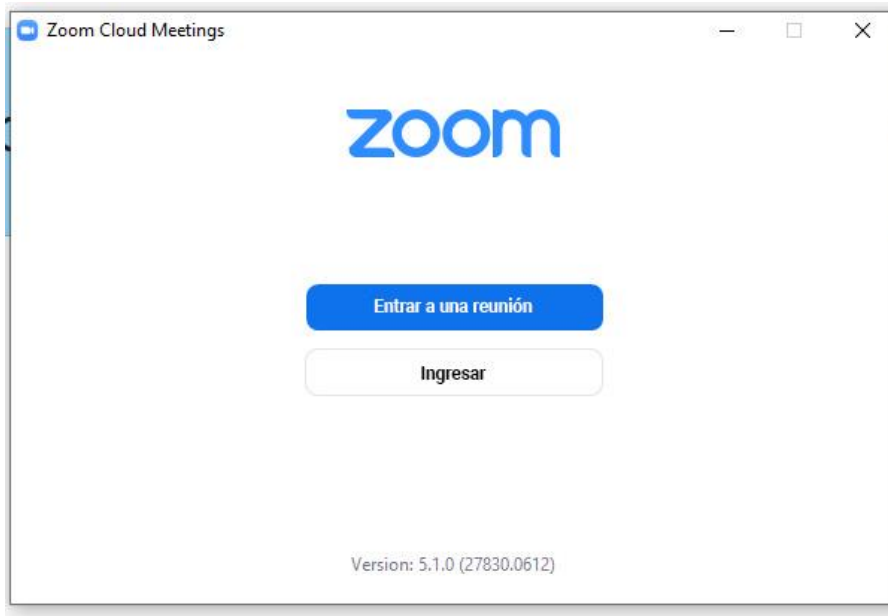 Zoom Cloud Meetings
zoom
Entrar a una reunión
Ingresar
Version: 5.1.0 (27830.0612)